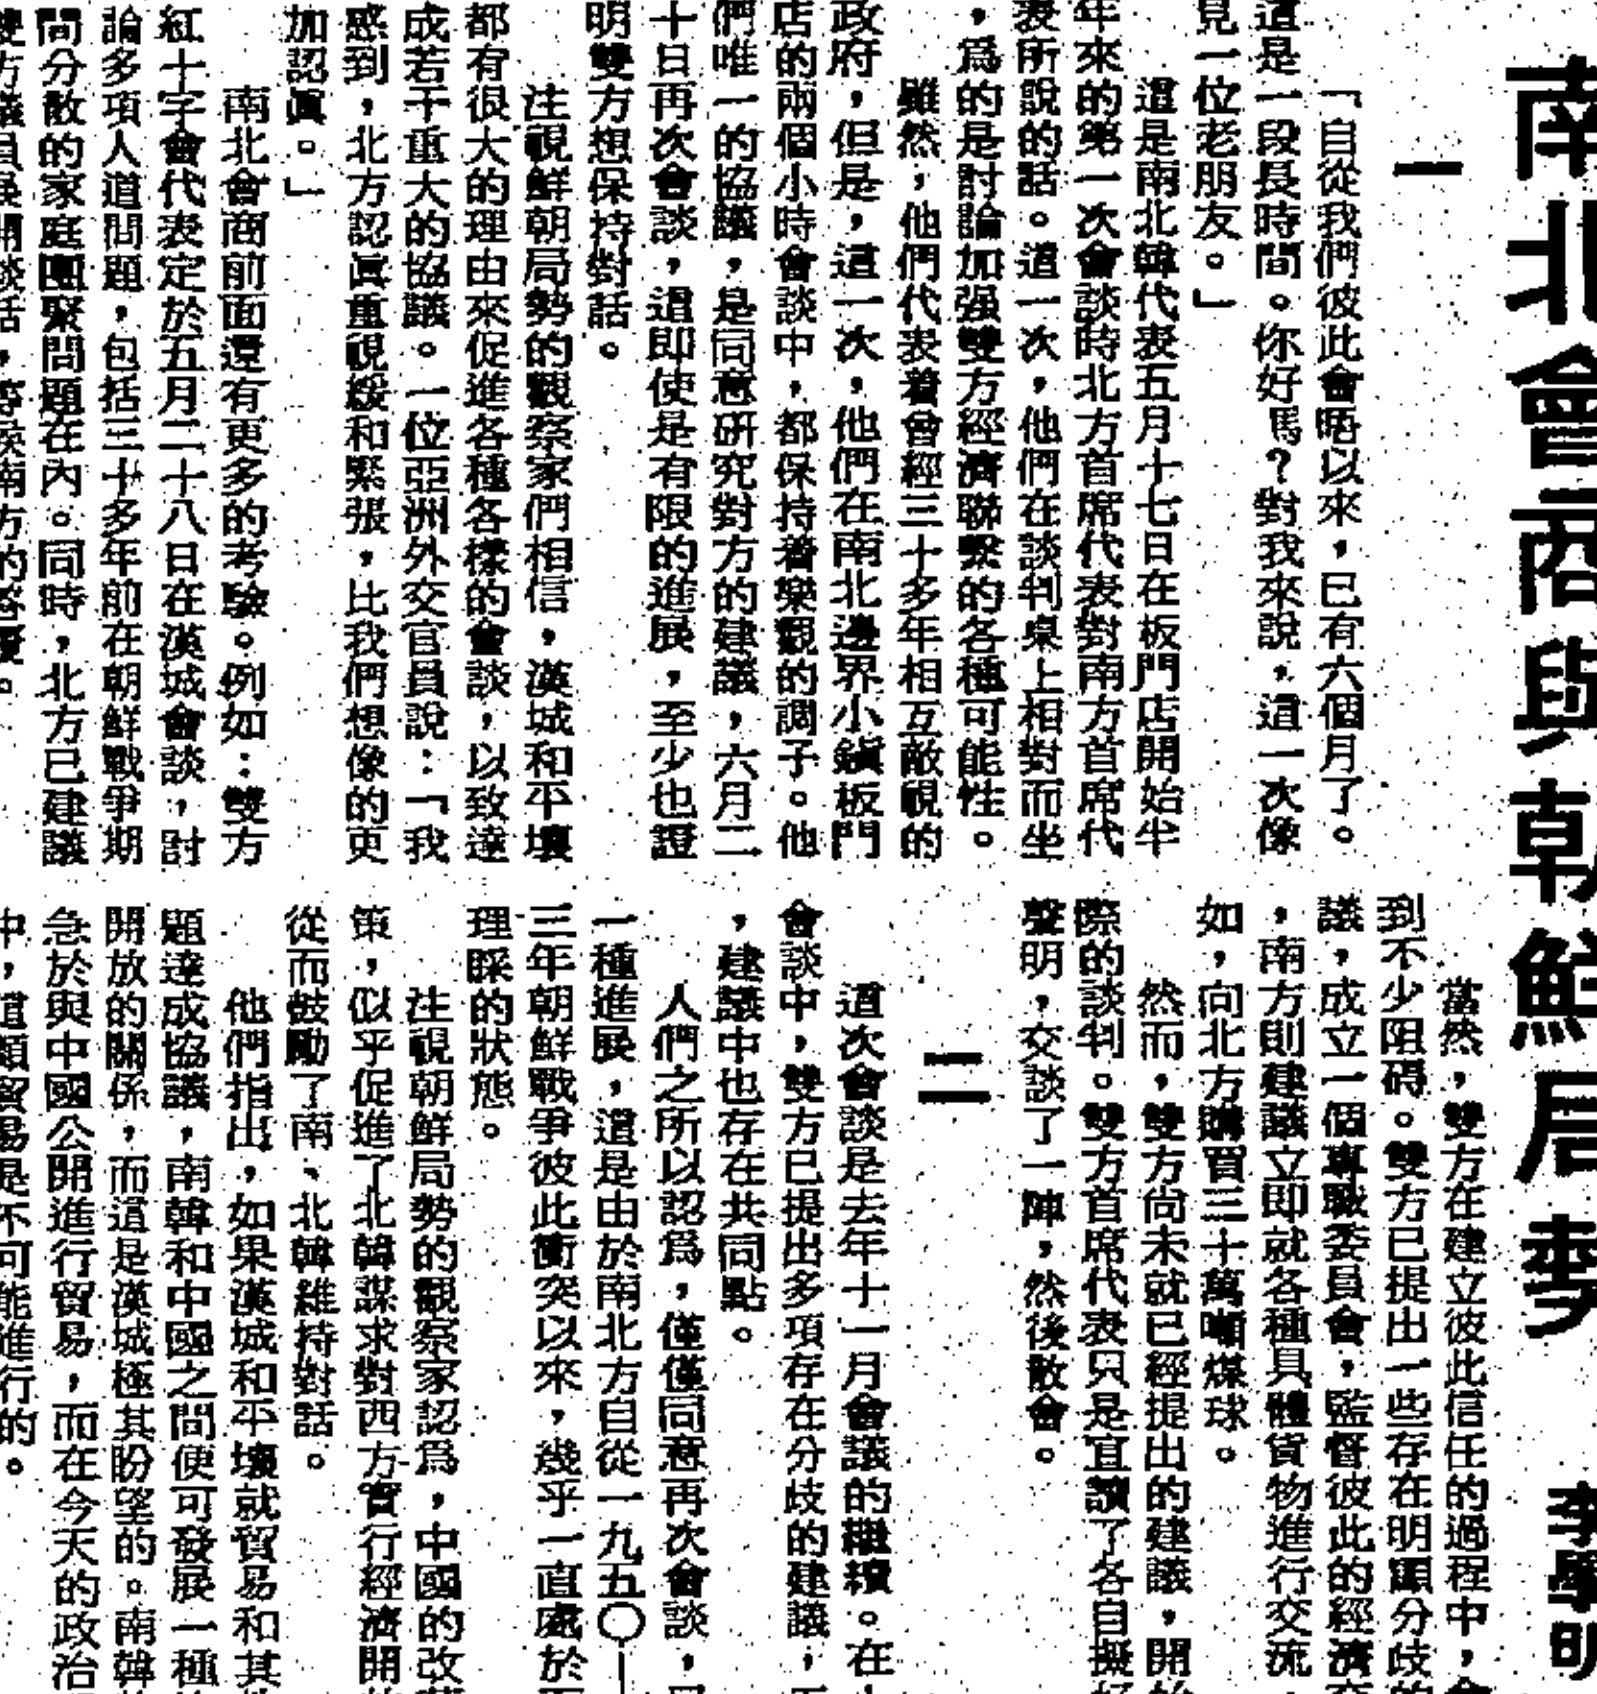 南北會商與朝鮮局勢
李學明
一
「自從我們彼此會晤以來，已有六個月了。
這是一段長時間。你好馬？對我來說，這一次像
見一位老朋友。」
這是南北韓代表五月十七日在板門店開始半
年來的第一次會談時北方首席代表對南方首席代
表所說的話。這一次，他們在談判桌上相對而坐
，爲的是討論加强雙方經濟聯繫的各種可能性。
雖然，他們代表着曾經三十多年相互敵視的
政府，但是，這一次，他們在南北邊界小鎭板門
店的兩個小時會談中，都保持着樂觀的調子。他
們唯一的協議，是同意研究對方的建議，六月二
十日再次會談，這即使是有限的進展，至少也證
明雙方想保持對話。
注視鮮朝局勢的觀察家們相信，漢城和平壤
都有很大的理由來促進各種各樣的會談，以致達
成若干重大的協議。一位亞洲外交官員說：「我
感到，北方認眞重視緩和緊張，比我們想像的更
加認眞。」
南北會商前面還有更多的考驗。例如：雙方
紅十字會代表定於五月二十八日在漢城會談，討
論多項人道問題，包括三十多年前在朝鮮戰爭期
間分散的家庭團聚問題在內。同時，北方已建議
雙方議員展開談話，等候南方的答覆。
當然，雙方在建立彼此信任的過程中，
到不少阻碍。雙方已提出一些存在明顯分歧的
議，成立一個專職委員會，監督彼此的經濟
，南方則建議立即就各種具體貨物進行交流
如，向北方購買三十萬噸煤球。
然而，雙方尚未就已經提出的建議，開
際的談判。雙方首席代表只是宣讀了各自擬
聲明，交談了一陣，然後散會。
二
這次會談是去年十一月會議的繼續。在
會談中，雙方已提出多項存在分歧的建議，
，建議中也存在共同點。
人們之所以認爲，僅僅同意再次會談，
一種進展，這是由於南北方自從一九五〇—
三年朝鮮戰爭彼此衝突以來，幾乎一直處於
理睬的狀態。
注視朝鮮局勢的觀察家認爲，中國的改
策，似乎促進了北韓謀求對西方實行經濟開
從而鼓勵了南、北韓維持對話。
他們指出，如果漢城和平壤就貿易和其
題達成協議，南韓和中國之間便可發展一種
開放的關係，而這是漢城極其盼望的。南韓
急於與中國公開進行貿易，而在今天的政治
中，這類貿易是不可能進行的。